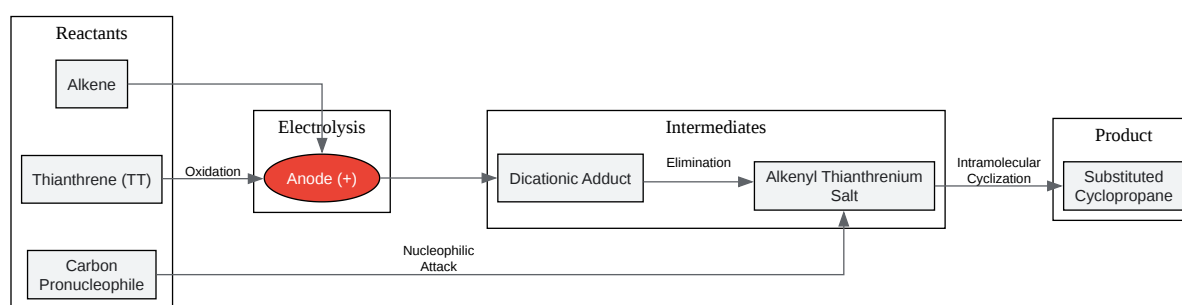 Reactants
Alkene
Thianthrene (TT)
Carbon
Pronucleophile
Oxidation
Electrolysis
Anode (+)
Nucleophilic
Attack
Intermediates
Dicationic Adduct
Elimination
Alkenyl Thianthrenium
Salt
Intramolecular
Cyclization
Product
Substituted
Cyclopropane